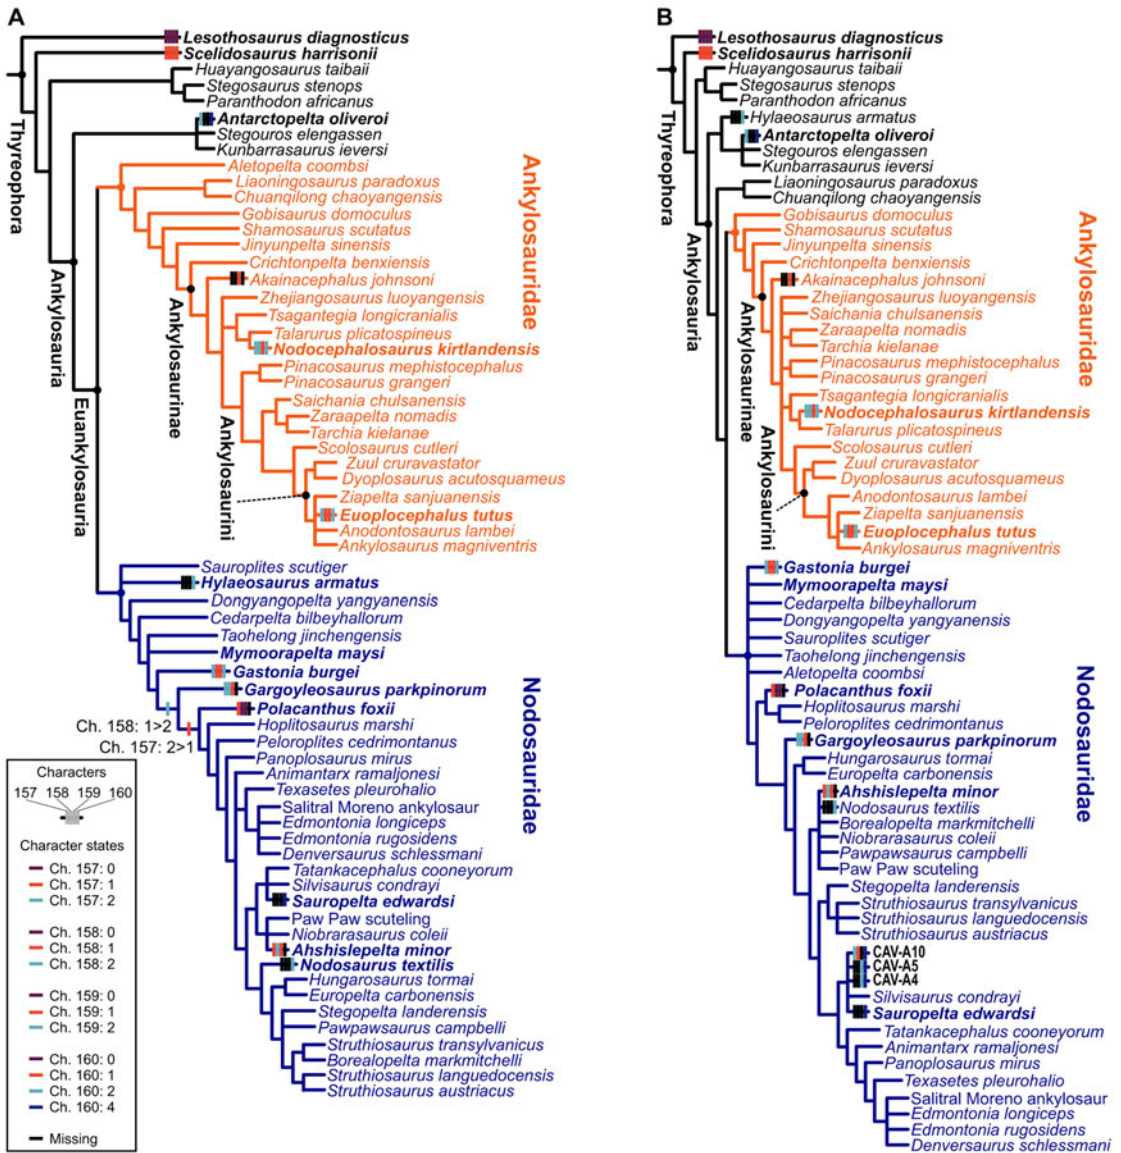 A
Lesothosaurus diagnosticus
Scelidosaurus harrisonii
Huayangosaurus taibaii
Stegosaurus stenops
Paranthodon africanus
Antarctopelta oliveroi
Stegouros elengassen
Kunbarrasaurus ieversi
Aletopelta coombsi
Liaoningosaurus paradoxus
Chuanqilong chaoyangensis
Gobisaurus domoculus
Shamosaurus scutatus
Jinyunpelta sinensis
Crichtonpelta benxiensis
Akainacephalus johnsoni
Zhejiangosaurus luoyangensis
Tsagantegia longicranialis
Talarurus plicatospineus
Nodocephalosaurus kirtlandensis
Pinacosaurus mephistocephalus
Pinacosaurus grangeri
Saichania chulsanensis
Zaraapelta nomadis
Tarchia kielanae
Scolosaurus cutleri
Zuul cruravastator
Dyoplosaurus acutosquameus
Ziapelta sanjuanensis
Euoplocephalus tutus
Anodontosaurus lambei
Ankylosaurus magniventris
Sauroplites scutiger
Hylaeosaurus armatus
Dongyangopelta yangyanensis
Cedarpelta bilbeyhallorum
Taohelong jinchengensis
Mymoorapelta maysi
Gastonia burgei
Gargoyleosaurus parkpinorum
Polacanthus foxii
Hoplitosaurus marshi
Peloroplites cedrimontanus
Panoplosaurus mirus
Animantarx ramaljonesi
Texasetes pleurohalio
Salitral Moreno ankylosaur
Edmontonia longiceps
Edmontonia rugosidens
Denversaurus schlessmani
Tatankacephalus cooneyorum
Silvisaurus condrayi
Sauropelta edwardsi
Paw Paw scuteling
Niobrarasaurus coleii
Ahshislepelta minor
Nodosaurus textilis
Hungarosaurus tormai
Europelta carbonensis
Stegopelta landerensis
Pawpawsaurus campbelli
Struthiosaurus transylvanicus
Borealopelta markmitchelli
Struthiosaurus languedocensis
Struthiosaurus austriacus
Thyreophora
Ankylosauria
Euankylosauria
Ankylosaurinae
Ankylosaurini
Ankylosauridae
Nodosauridae
Ch. 158: 1>2
Ch. 157: 2>1
Characters
157 158 159 160
Character states
Ch. 157: 0
Ch. 157: 1
Ch. 157: 2
Ch. 158: 0
Ch. 158: 1
Ch. 158: 2
Ch. 159: 0
Ch. 159: 1
Ch. 159: 2
Ch. 160: 0
Ch. 160: 1
Ch. 160: 2
Ch. 160: 4
Missing
B
Lesothosaurus diagnosticus
Scelidosaurus harrisonii
Huayangosaurus taibaii
Stegosaurus stenops
Paranthodon africanus
Hylaeosaurus armatus
Antarctopelta oliveroi
Stegouros elengassen
Kunbarrasaurus ieversi
Liaoningosaurus paradoxus
Chuanqilong chaoyangensis
Gobisaurus domoculus
Shamosaurus scutatus
Jinyunpelta sinensis
Crichtonpelta benxiensis
Akainacephalus johnsoni
Zhejiangosaurus luoyangensis
Saichania chulsanensis
Zaraapelta nomadis
Tarchia kielanae
Pinacosaurus mephistocephalus
Pinacosaurus grangeri
Tsagantegia longicranialis
Nodocephalosaurus kirtlandensis
Talarurus plicatospineus
Scolosaurus cutleri
Zuul cruravastator
Dyoplosaurus acutosquameus
Anodontosaurus lambei
Ziapelta sanjuanensis
Euoplocephalus tutus
Ankylosaurus magniventris
Gastonia burgei
Mymoorapelta maysi
Cedarpelta bilbeyhallorum
Dongyangopelta yangyanensis
Sauroplites scutiger
Taohelong jinchengensis
Aletopelta coombsi
Polacanthus foxii
Hoplitosaurus marshi
Peloroplites cedrimontanus
Gargoyleosaurus parkpinorum
Hungarosaurus tormai
Europelta carbonensis
Ahshislepelta minor
Nodosaurus textilis
Borealopelta markmitchelli
Niobrarasaurus coleii
Pawpawsaurus campbelli
Paw Paw scuteling
Stegopelta landerensis
Struthiosaurus transylvanicus
Struthiosaurus languedocensis
Struthiosaurus austriacus
CAV-A10
CAV-A5
CAV-A4
Silvisaurus condrayi
Sauropelta edwardsi
Tatankacephalus cooneyorum
Animantarx ramaljonesi
Panoplosaurus mirus
Texasetes pleurohalio
Salitral Moreno ankylosaur
Edmontonia longiceps
Edmontonia rugosidens
Denversaurus schlessmani
Thyreophora
Ankylosauria
Ankylosaurinae
Ankylosaurini
Ankylosauridae
Nodosauridae